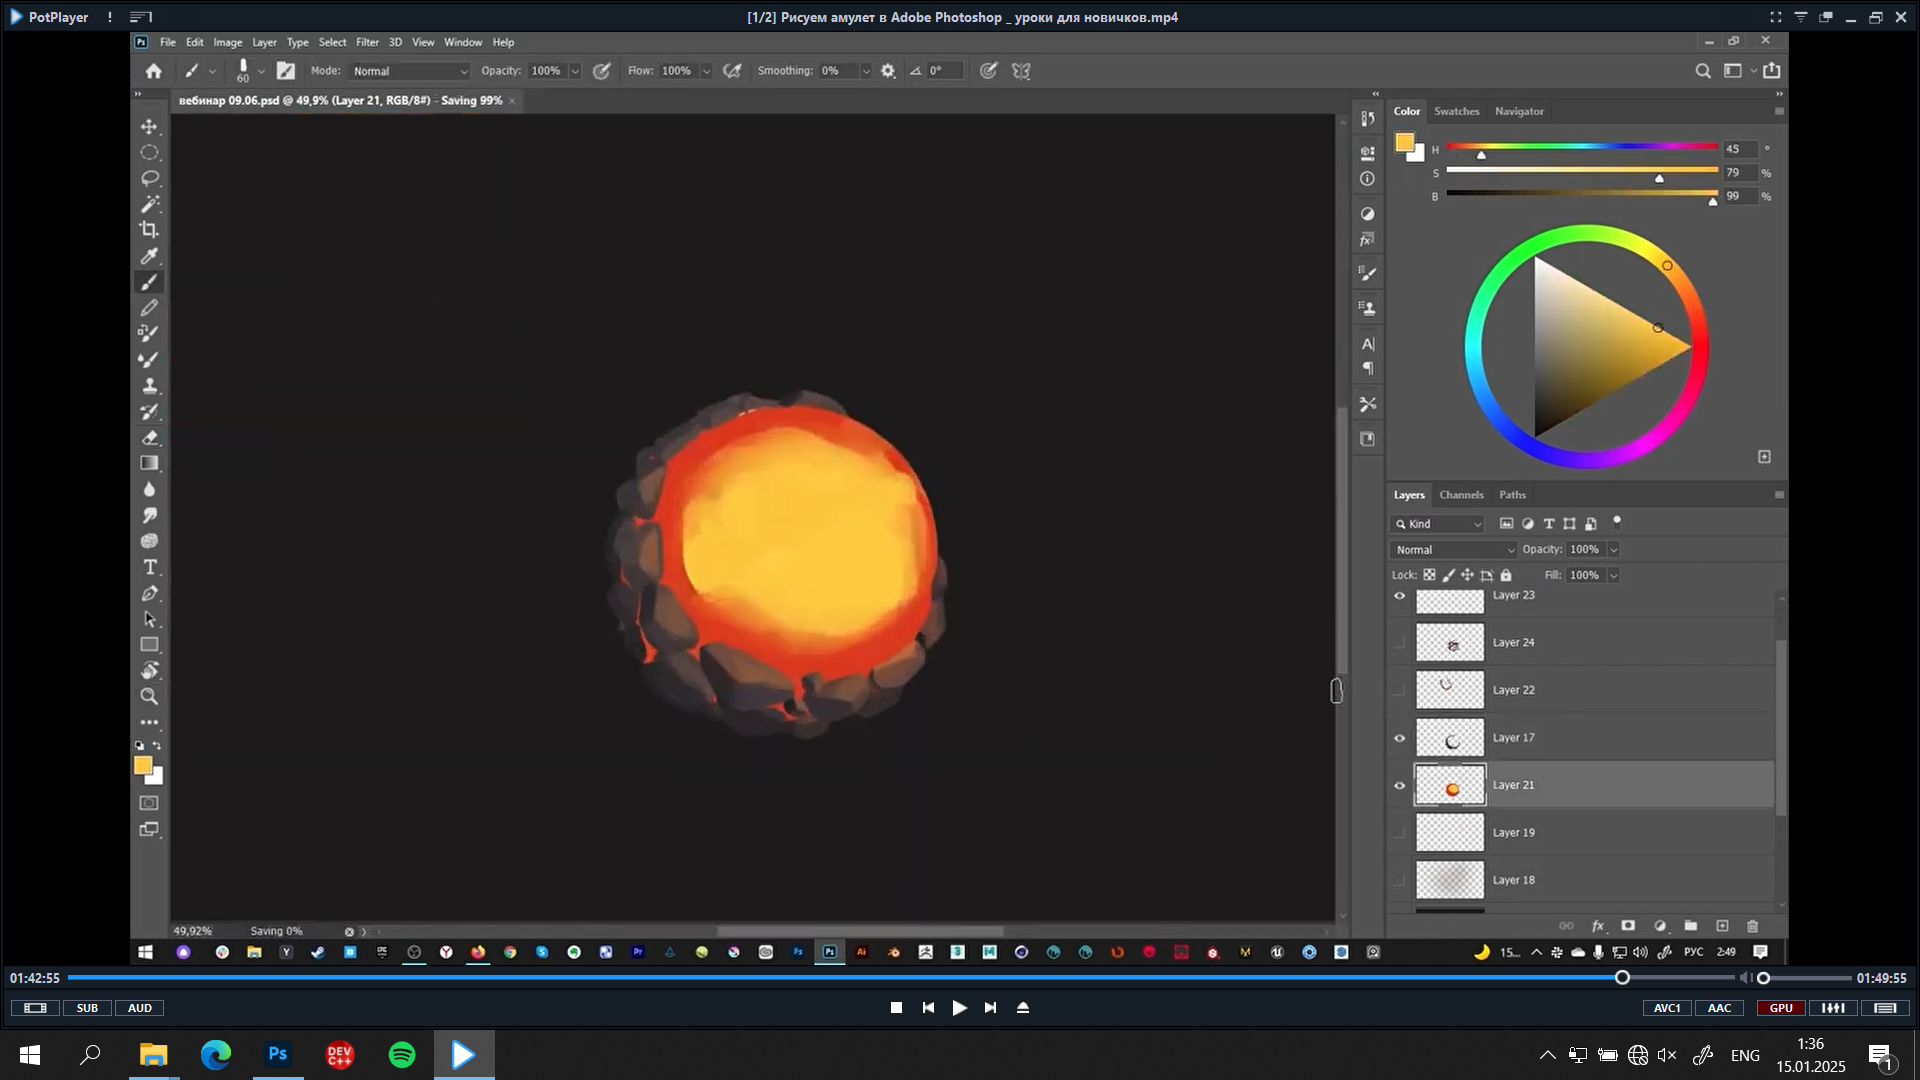 PotPlayer
[1/2] Рисуем амулет в Adobe Photoshop _ уроки для новичков.mp4
Ps File Edit Image Layer Type Select Filter 3D View Window Help
60 Mode: Normal Opacity: 100% Flow: 100% Smoothing: 0% 0°
вебинар 09.06.psd @ 49,9% (Layer 21, RGB/8#) - Saving 99% ×
Color Swatches Navigator
H 45 °
S 79 %
B 99 %
Layers Channels Paths
Kind
Normal Opacity: 100%
Lock: Fill: 100%
Layer 23
Layer 24
Layer 22
Layer 17
Layer 21
Layer 19
Layer 18
49,92% Saving 0%
15... РУС 2:49
01:42:55 01:49:55
SUB AUD AVC1 AAC GPU
Ps DEV C++ ENG 1:36
15.01.2025 1